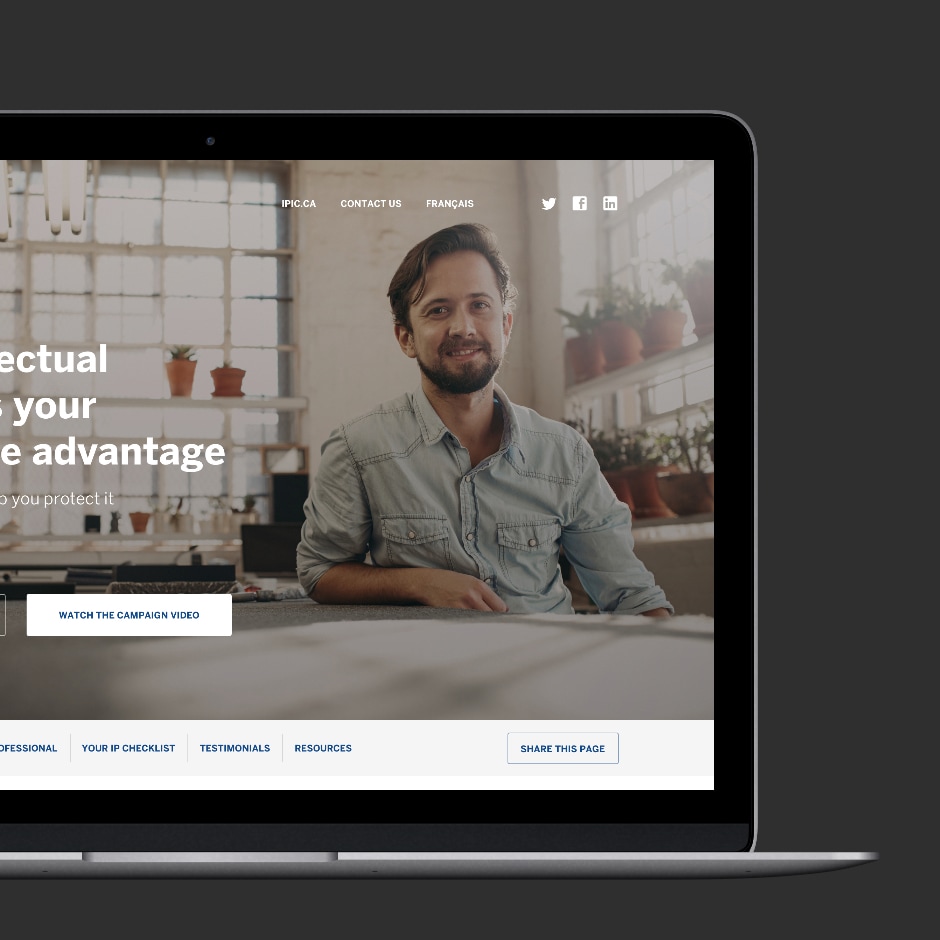 IPIC.CA CONTACT US FRANÇAIS
ectual
s your
e advantage
p you protect it
WATCH THE CAMPAIGN VIDEO
OFESSIONAL YOUR IP CHECKLIST TESTIMONIALS RESOURCES SHARE THIS PAGE